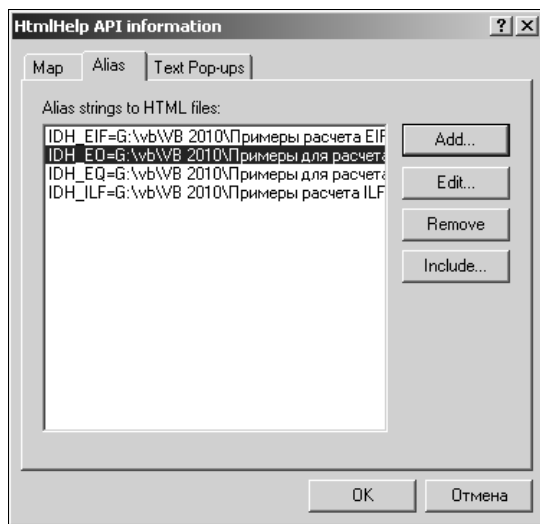 HtmlHelp API information
Map Alias Text Pop-ups
Alias strings to HTML files:
IDH_EIF=G:\vb\VB 2010\Примеры расчета EIF
IDH_EO=G:\vb\VB 2010\Примеры для расчета
IDH_EQ=G:\vb\VB 2010\Примеры для расчета
IDH_ILF=G:\vb\VB 2010\Примеры расчета ILF
Add...
Edit...
Remove
Include...
OK Отмена